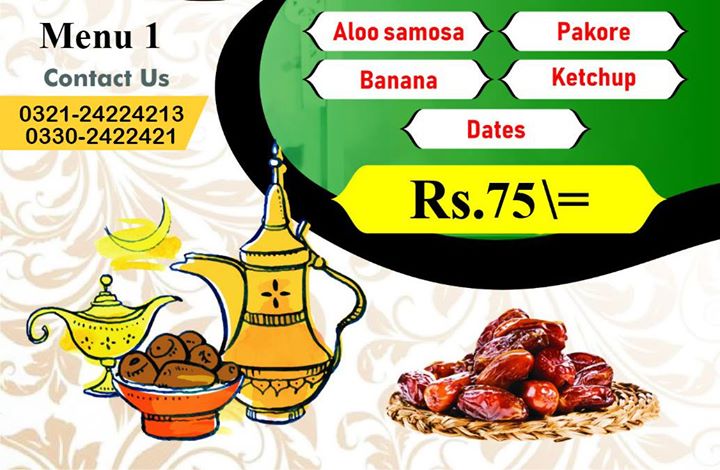 Menu 1
Contact Us
0321-24224213
0330-2422421
Aloo samosa
Pakore
Banana
Ketchup
Dates
Rs.75\=